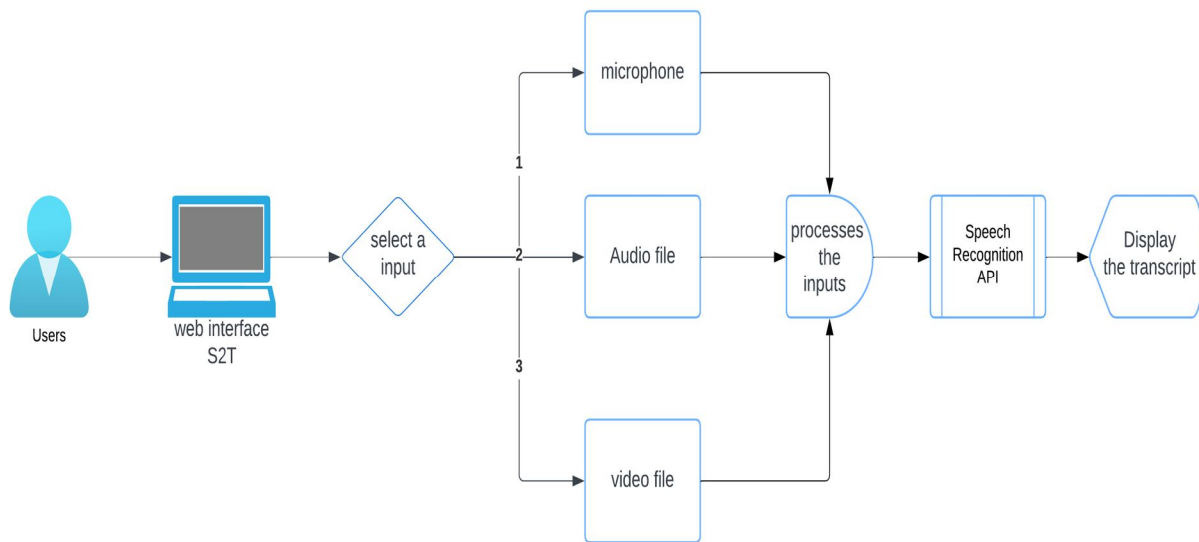 Users
web interface
S2T
select a
input
1
2
3
microphone
Audio file
video file
processes
the
inputs
Speech
Recognition
API
Display
the transcript